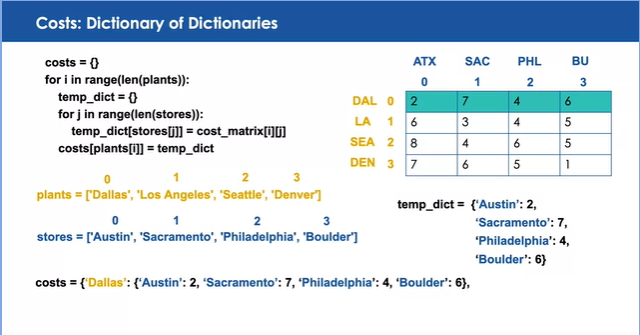 Costs: Dictionary of Dictionaries
costs = {}
for i in range(len(plants)):
temp_dict = {}
for j in range(len(stores)):
temp_dict[stores[j]] = cost_matrix[i][j]
costs[plants[i]] = temp_dict
ATX SAC PHL BU
0 1 2 3
DAL 0 2 7 4 6
LA 1 6 3 4 5
SEA 2 8 4 6 5
DEN 3 7 6 5 1
0 1 2 3
plants = ['Dallas', 'Los Angeles', 'Seattle', 'Denver']
0 1 2 3
stores = ['Austin', 'Sacramento', 'Philadelphia', 'Boulder']
temp_dict = {‘Austin’: 2,
‘Sacramento’: 7,
‘Philadelphia’: 4,
‘Boulder’: 6}
costs = {‘Dallas’: {‘Austin’: 2, ‘Sacramento’: 7, ‘Philadelphia’: 4, ‘Boulder’: 6},